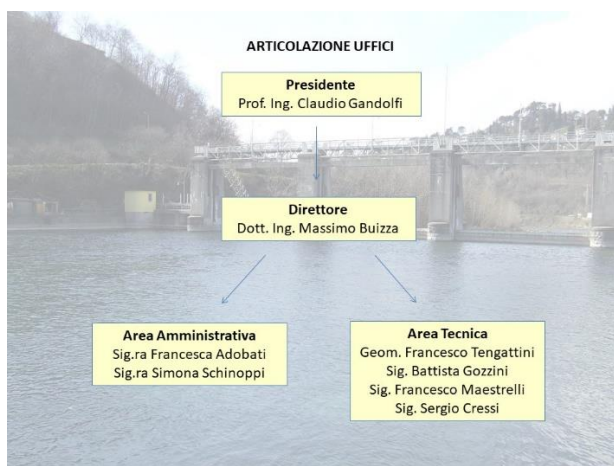 ARTICOLAZIONE UFFICI
Presidente
Prof. Ing. Claudio Gandolfi
Direttore
Dott. Ing. Massimo Buizza
Area Amministrativa
Sig.ra Francesca Adobati
Sig.ra Simona Schinoppi
Area Tecnica
Geom. Francesco Tengattini
Sig. Battista Gozzini
Sig. Francesco Maestrelli
Sig. Sergio Cressi